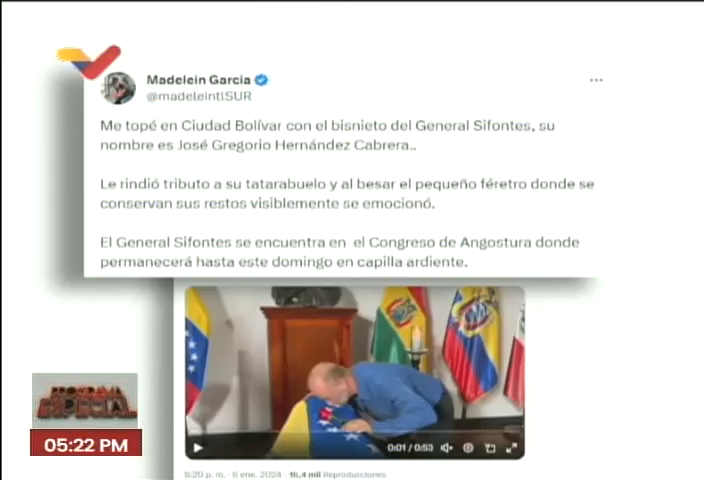 Madelein Garcia
@madeleintlSUR
Me topé en Ciudad Bolívar con el bisnieto del General Sifontes, su
nombre es José Gregorio Hernández Cabrera..
Le rindió tributo a su tatarabuelo y al besar el pequeño féretro donde se
conservan sus restos visiblemente se emocionó.
El General Sifontes se encuentra en el Congreso de Angostura donde
permanecerá hasta este domingo en capilla ardiente.
0:01 / 0:53
PROGRAMA
ESPECIAL
05:22 PM
6:20 p. m. · 6 ene. 2024 · 16,4 mil Reproducciones